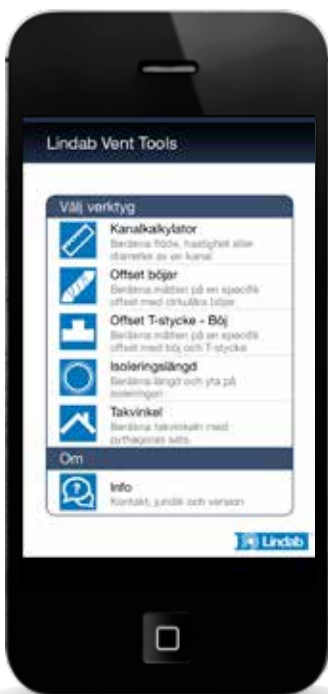 Lindab Vent Tools
Välj verktyg
Kanalkalkylator
Beräkna flöde, hastighet eller
diameter av en kanal
Offset böjar
Beräkna måtten på en specifik
offset med cirkulära böjar
Offset T-stycke - Böj
Beräkna måtten på en specifik
offset med böj och T-stycke
Isoleringslängd
Beräkna längd och yta på
isoleringen
Takvinkel
Beräkna takvinkeln med
pythagoras sats
Om
Info
Kontakt, juridik och version
Lindab